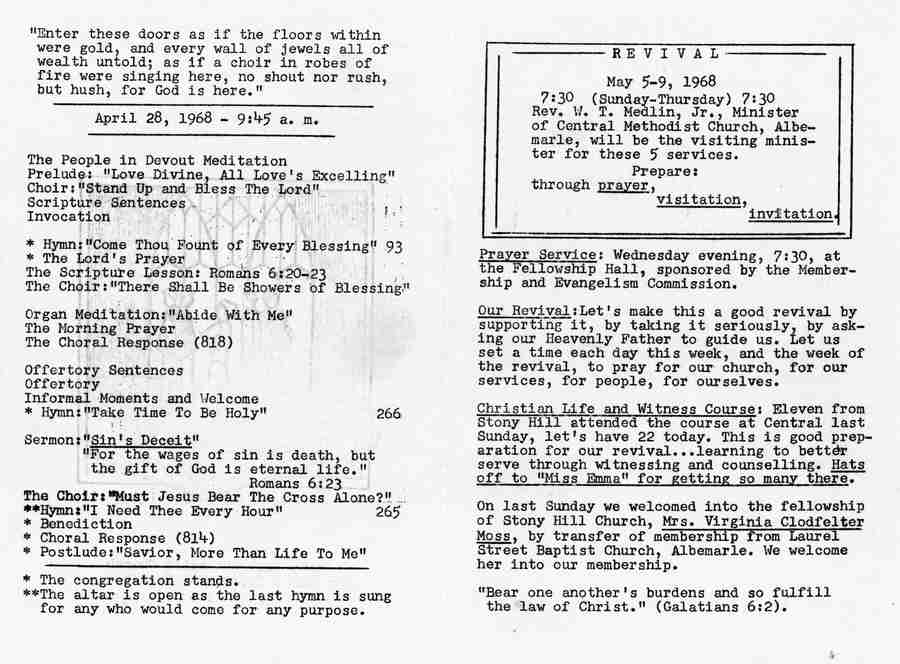 "Enter these doors as if the floors within
were gold, and every wall of jewels all of
wealth untold; as if a choir in robes of
fire were singing here, no shout nor rush,
but hush, for God is here."
April 28, 1968 - 9:45 a. m.
The People in Devout Meditation
Prelude: "Love Divine, All Love's Excelling"
Choir:"Stand Up and Bless The Lord"
Scripture Sentences
Invocation
* Hymn:"Come Thou Fount of Every Blessing" 93
* The Lord's Prayer
The Scripture Lesson: Romans 6:20-23
The Choir:"There Shall Be Showers of Blessing"
Organ Meditation:"Abide With Me"
The Morning Prayer
The Choral Response (818)
Offertory Sentences
Offertory
Informal Moments and Welcome
* Hymn:"Take Time To Be Holy" 266
Sermon:"Sin's Deceit"
"For the wages of sin is death, but
the gift of God is eternal life."
Romans 6:23
The Choir:"Must Jesus Bear The Cross Alone?"
**Hymn:"I Need Thee Every Hour" 265
* Benediction
* Choral Response (814)
* Postlude:"Savior, More Than Life To Me"
* The congregation stands.
**The altar is open as the last hymn is sung
for any who would come for any purpose.
REVIVAL
May 5-9, 1968
7:30 (Sunday-Thursday) 7:30
Rev. W. T. Medlin, Jr., Minister
of Central Methodist Church, Albe-
marle, will be the visiting minis-
ter for these 5 services.
Prepare:
through prayer,
visitation,
invitation.
Prayer Service: Wednesday evening, 7:30, at
the Fellowship Hall, sponsored by the Member-
ship and Evangelism Commission.
Our Revival:Let's make this a good revival by
supporting it, by taking it seriously, by ask-
ing our Heavenly Father to guide us. Let us
set a time each day this week, and the week of
the revival, to pray for our church, for our
services, for people, for ourselves.
Christian Life and Witness Course: Eleven from
Stony Hill attended the course at Central last
Sunday, let's have 22 today. This is good prep-
aration for our revival...learning to better
serve through witnessing and counselling. Hats
off to "Miss Emma" for getting so many there.
On last Sunday we welcomed into the fellowship
of Stony Hill Church, Mrs. Virginia Clodfelter
Moss, by transfer of membership from Laurel
Street Baptist Church, Albemarle. We welcome
her into our membership.
"Bear one another's burdens and so fulfill
the law of Christ." (Galatians 6:2).